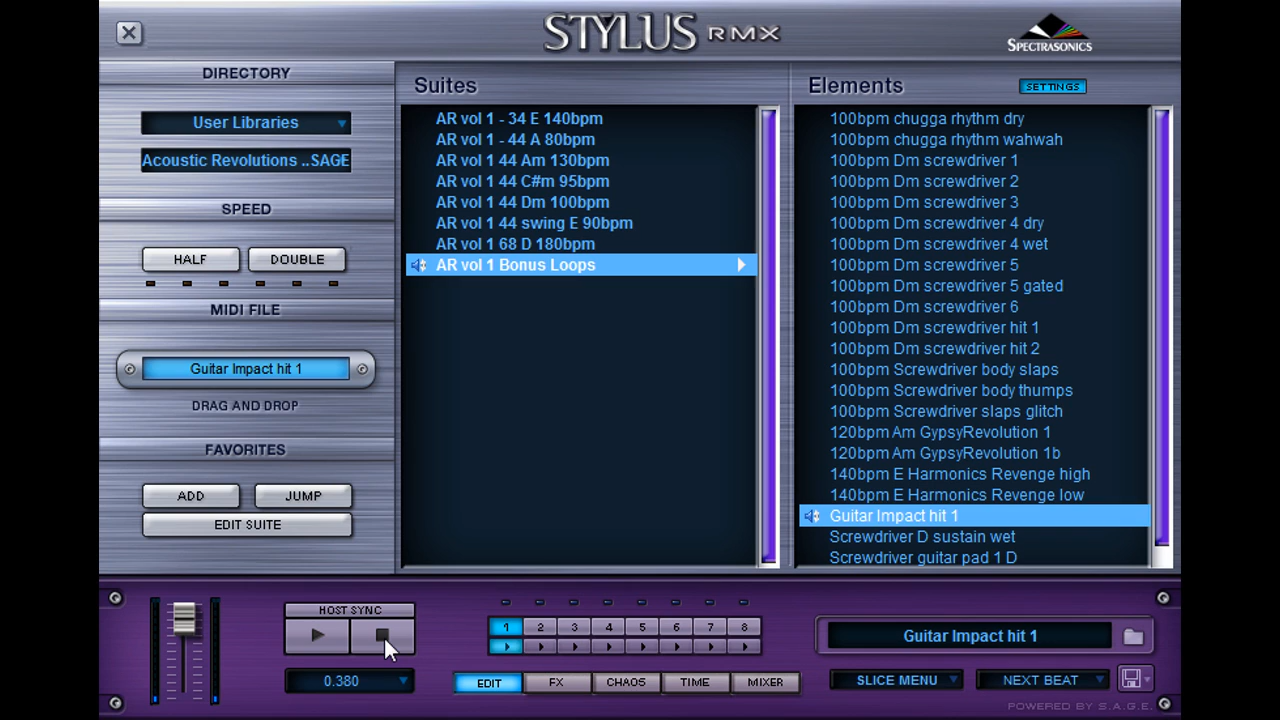 STYLUS RMX
SPECTRASONICS
DIRECTORY
User Libraries
Acoustic Revolutions ..SAGE
SPEED
HALF
DOUBLE
MIDI FILE
Guitar Impact hit 1
DRAG AND DROP
FAVORITES
ADD
JUMP
EDIT SUITE
Suites
AR vol 1 - 34 E 140bpm
AR vol 1 - 44 A 80bpm
AR vol 1 44 Am 130bpm
AR vol 1 44 C#m 95bpm
AR vol 1 44 Dm 100bpm
AR vol 1 44 swing E 90bpm
AR vol 1 68 D 180bpm
AR vol 1 Bonus Loops
Elements
SETTINGS
100bpm chugga rhythm dry
100bpm chugga rhythm wahwah
100bpm Dm screwdriver 1
100bpm Dm screwdriver 2
100bpm Dm screwdriver 3
100bpm Dm screwdriver 4 dry
100bpm Dm screwdriver 4 wet
100bpm Dm screwdriver 5
100bpm Dm screwdriver 5 gated
100bpm Dm screwdriver 6
100bpm Dm screwdriver hit 1
100bpm Dm screwdriver hit 2
100bpm Screwdriver body slaps
100bpm Screwdriver body thumps
100bpm Screwdriver slaps glitch
120bpm Am GypsyRevolution 1
120bpm Am GypsyRevolution 1b
140bpm E Harmonics Revenge high
140bpm E Harmonics Revenge low
Guitar Impact hit 1
Screwdriver D sustain wet
Screwdriver guitar pad 1 D
HOST SYNC
0.380
1 2 3 4 5 6 7 8
EDIT FX CHAOS TIME MIXER
Guitar Impact hit 1
SLICE MENU
NEXT BEAT
POWERED BY S.A.G.E.